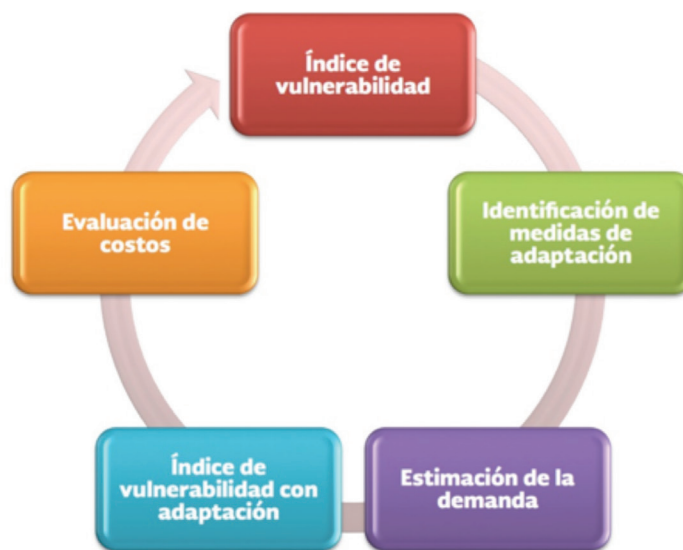 Índice de
vulnerabilidad
Identificación de
medidas de
adaptación
Estimación de la
demanda
Índice de
vulnerabilidad con
adaptación
Evaluación de
costos